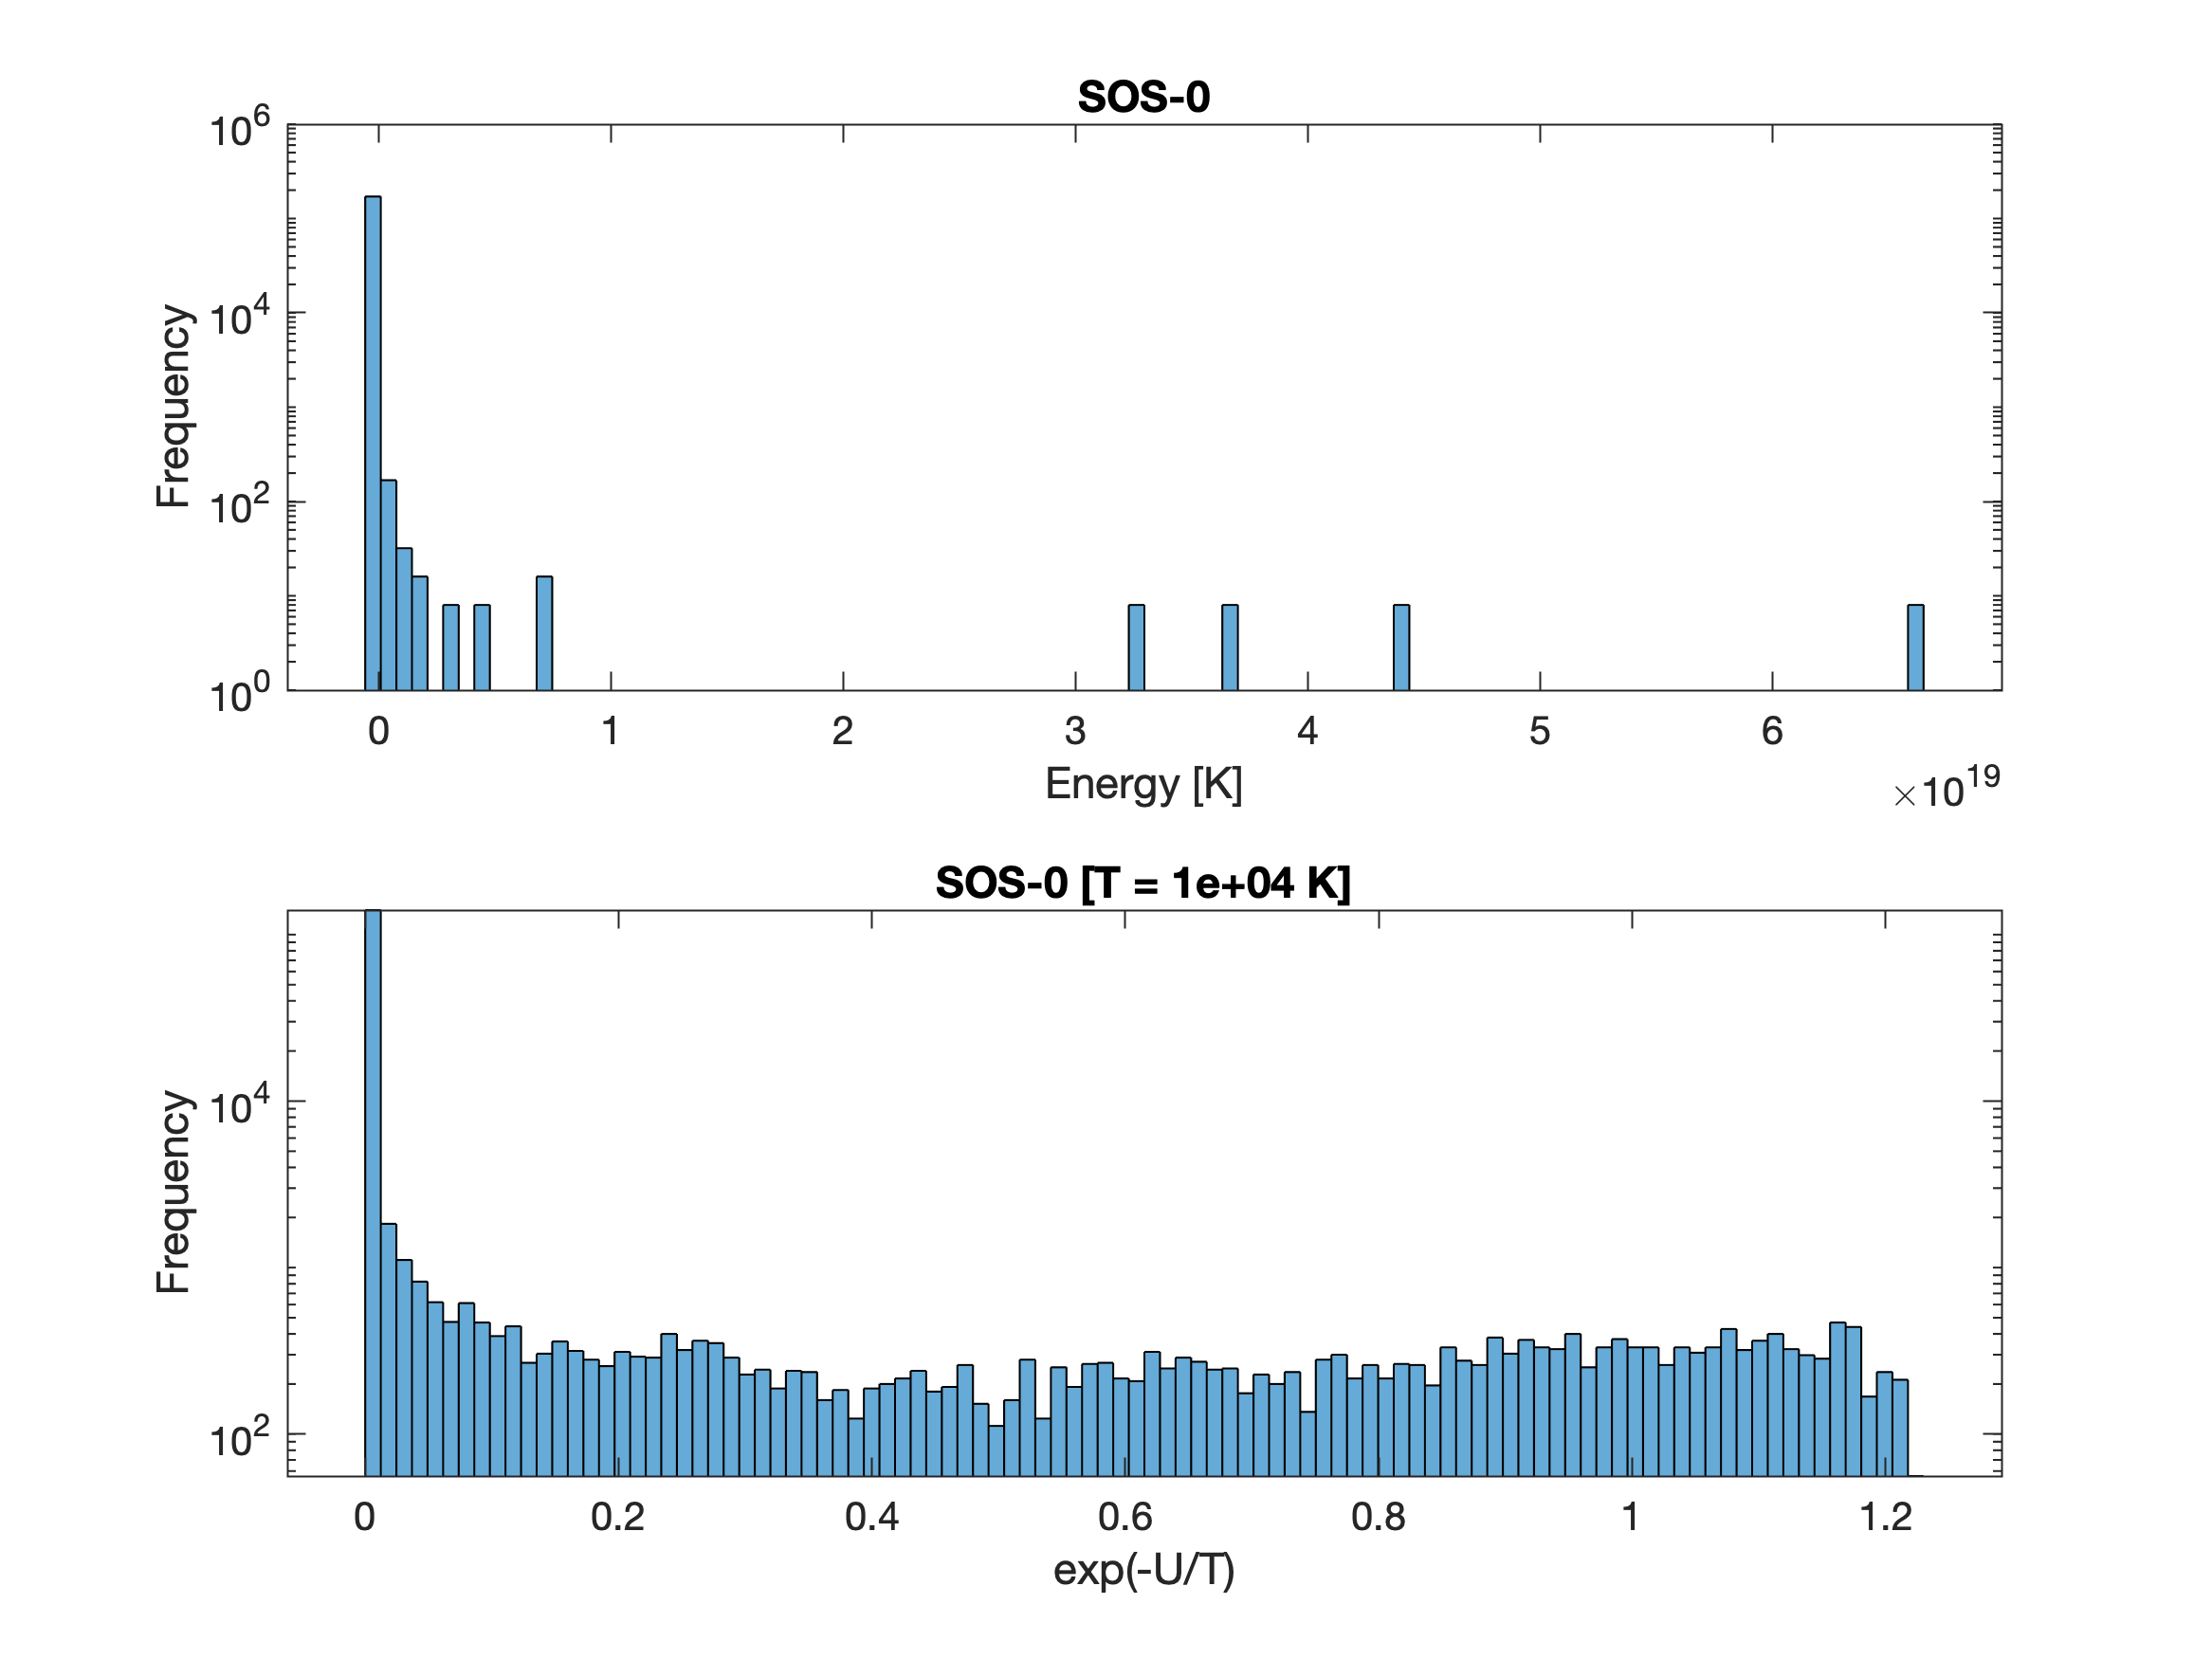 SOS-0
10^6
10^4
10^2
10^0
Frequency
0 1 2 3 4 5 6
Energy [K]
×10^19
SOS-0 [T = 1e+04 K]
10^4
10^2
Frequency
0 0.2 0.4 0.6 0.8 1 1.2
exp(-U/T)